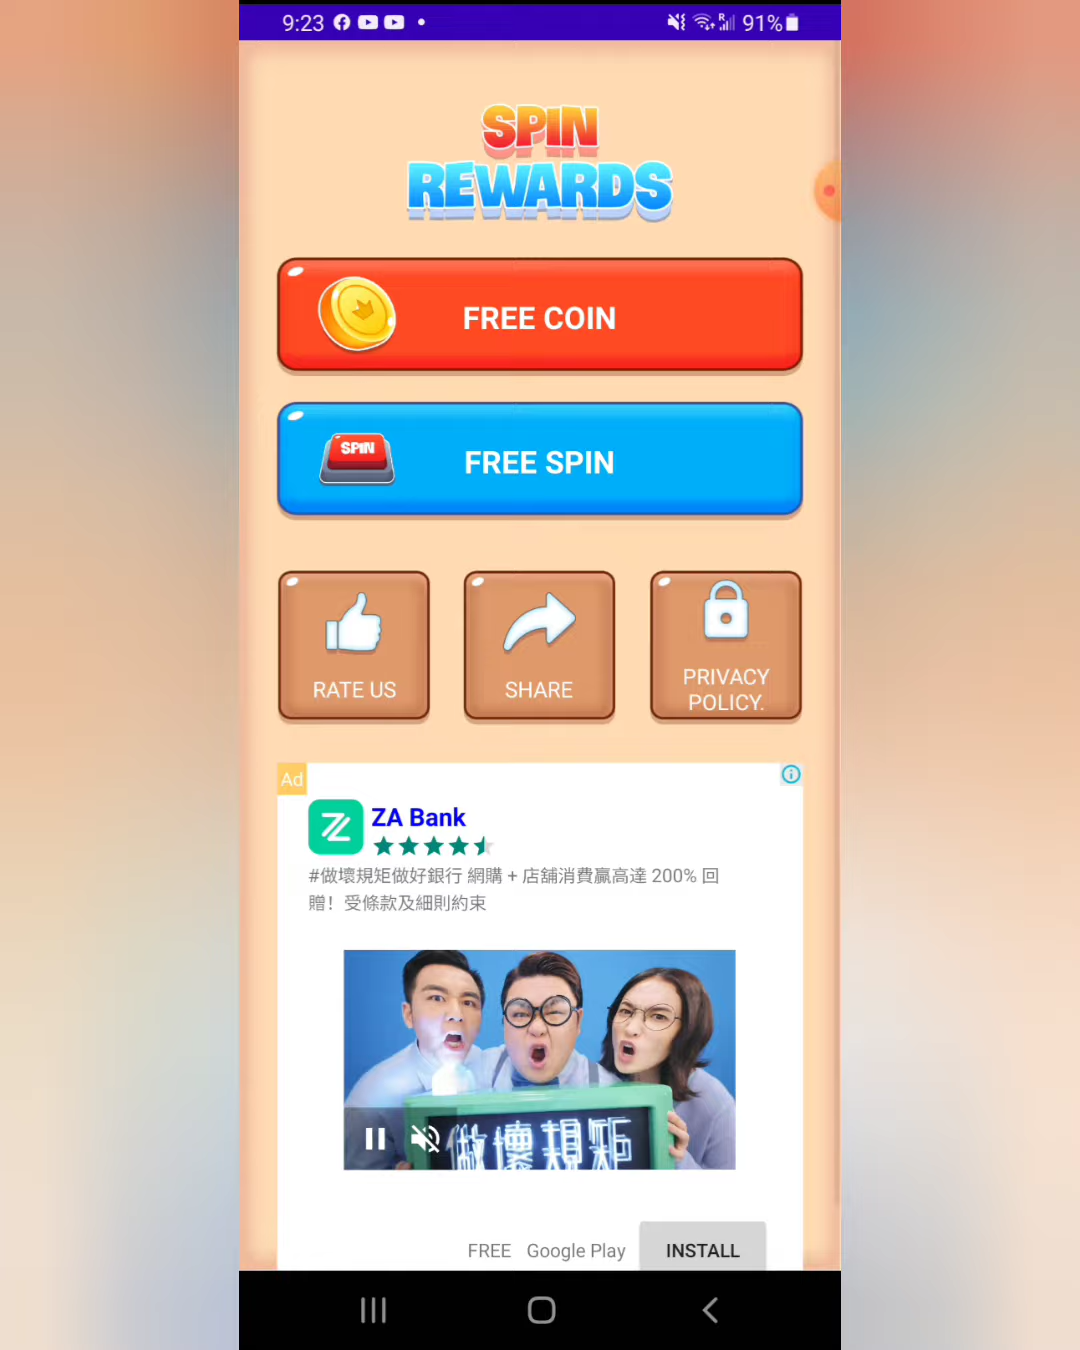 9:23
91%
SPIN
REWARDS
FREE COIN
SPIN
FREE SPIN
RATE US
SHARE
PRIVACY
POLICY.
Ad
ZA Bank
#做壞規矩做好銀行 網購 + 店舖消費贏高達 200% 回
贈！受條款及細則約束
做壞規矩
FREE Google Play INSTALL